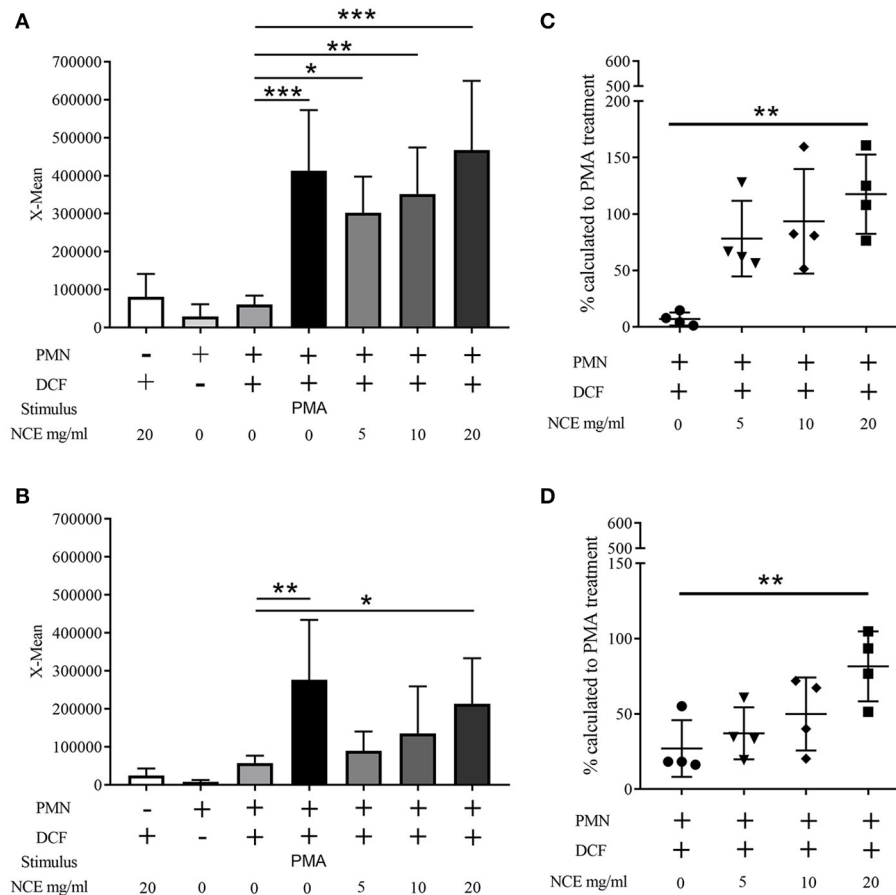 A
***
**
*
***
700000
600000
500000
400000
300000
200000
100000
0
X-Mean
PMN - + + + + + +
DCF + - + + + + +
Stimulus PMA
NCE mg/ml 20 0 0 0 5 10 20
C
600
500
200
150
100
50
0
% calculated to PMA treatment
**
PMN + + + +
DCF + + + +
NCE mg/ml 0 5 10 20
B
700000
600000
500000
400000
300000
200000
100000
0
X-Mean
**
*
PMN - + + + + + +
DCF + - + + + + +
Stimulus PMA
NCE mg/ml 20 0 0 0 5 10 20
D
600
500
150
100
50
0
% calculated to PMA treatment
**
PMN + + + +
DCF + + + +
NCE mg/ml 0 5 10 20